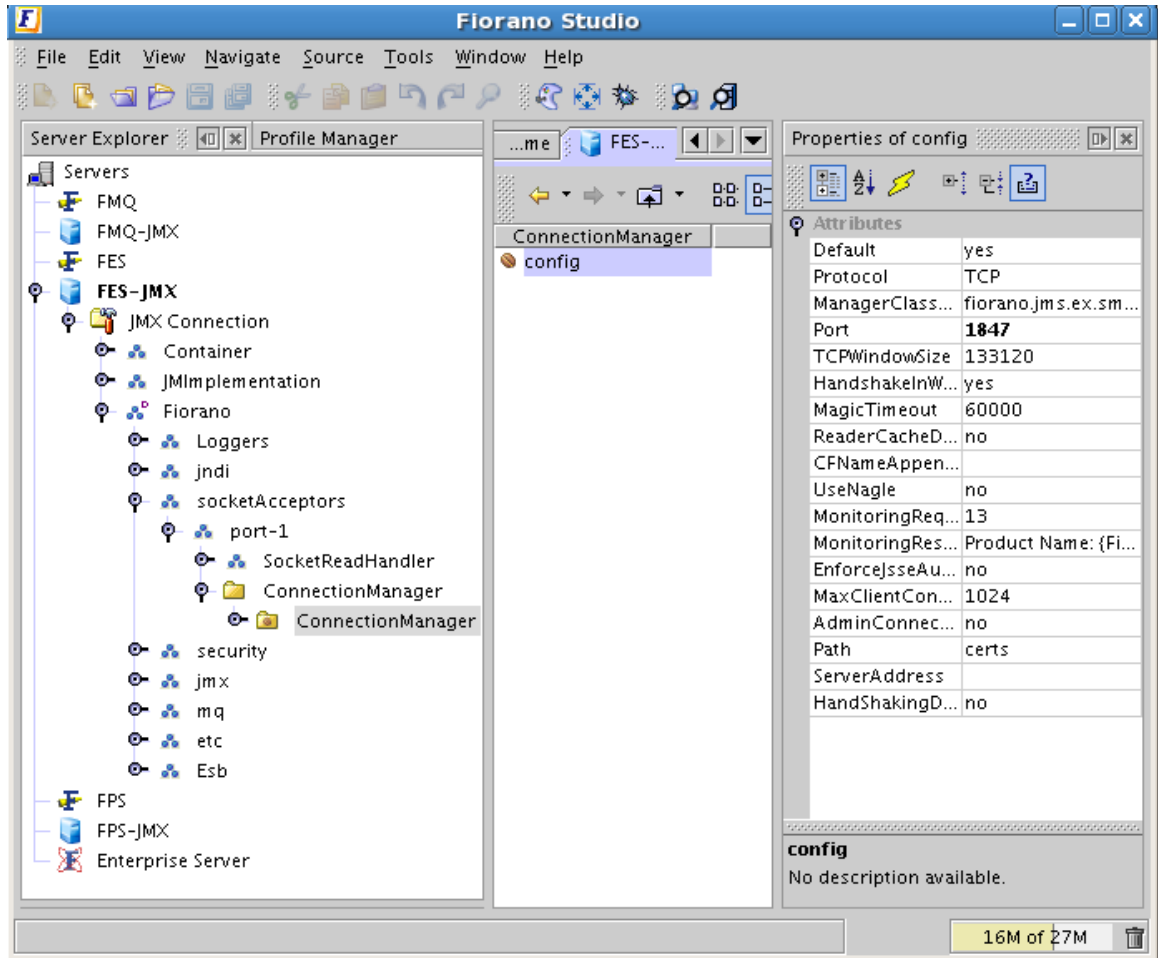 Fiorano Studio
File Edit View Navigate Source Tools Window Help
Server Explorer Profile Manager
Servers
FMQ
FMQ-JMX
FES
FES-JMX
JMX Connection
Container
JMImplementation
Fiorano
Loggers
jndi
socketAcceptors
port-1
SocketReadHandler
ConnectionManager
ConnectionManager
security
jmx
mq
etc
Esb
FPS
FPS-JMX
Enterprise Server
...me FES-...
ConnectionManager
config
Properties of config
Attributes
Default yes
Protocol TCP
ManagerClass... fiorano.jms.ex.sm...
Port 1847
TCPWindowSize 133120
HandshakeInW... yes
MagicTimeout 60000
ReaderCacheD... no
CFNameAppen...
UseNagle no
MonitoringReq... 13
MonitoringRes... Product Name: {Fi...
EnforceJsseAu... no
MaxClientCon... 1024
AdminConnec... no
Path certs
ServerAddress
HandShakingD... no
config
No description available.
16M of 27M